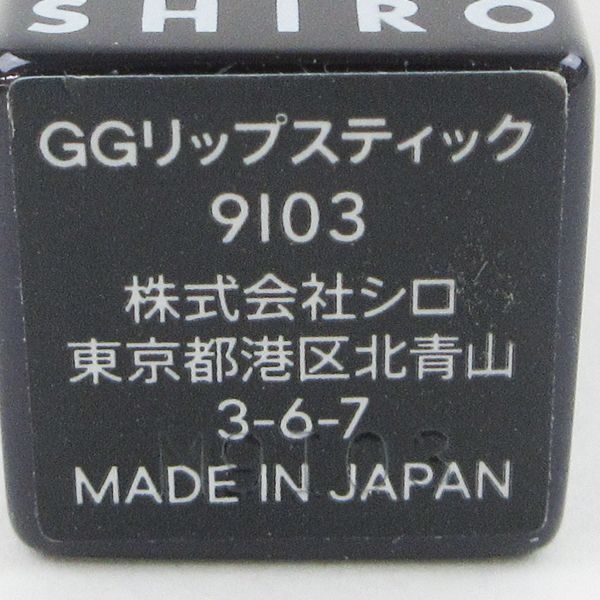 SHIRO
GGリップスティック
9I03
株式会社シロ
東京都港区北青山
3-6-7
MADE IN JAPAN